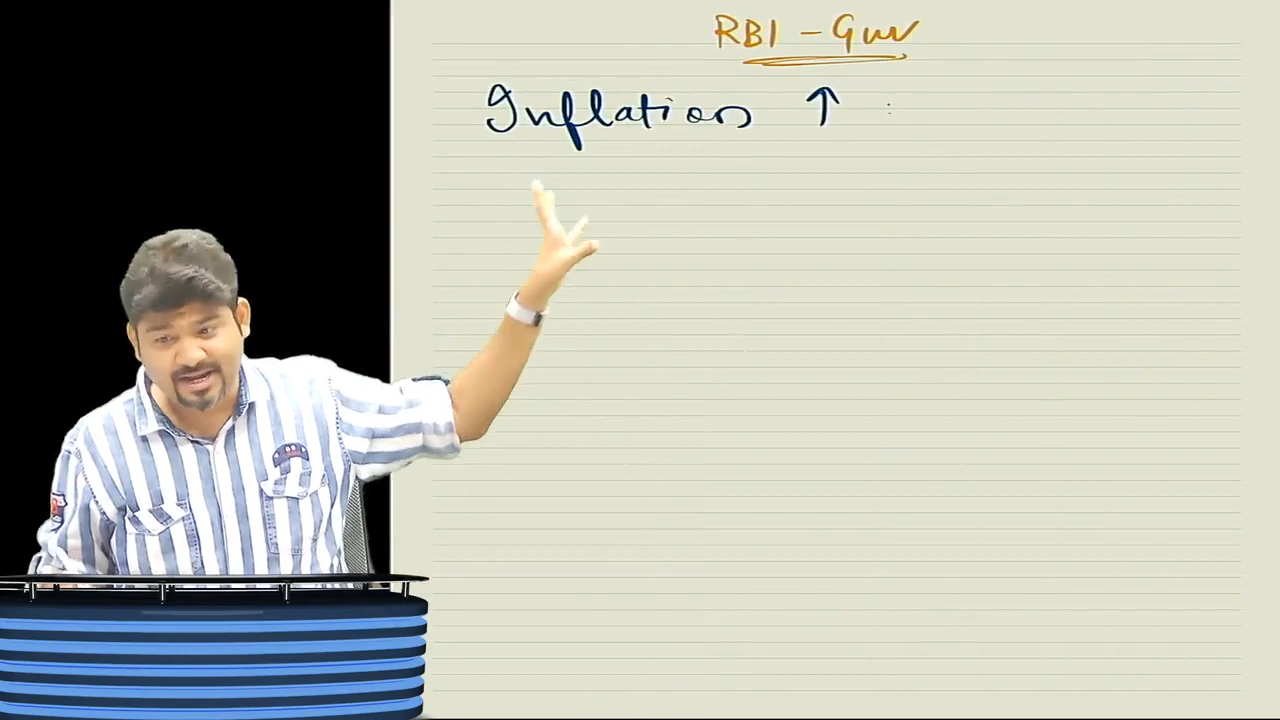 RBI - Guv
Inflation ↑